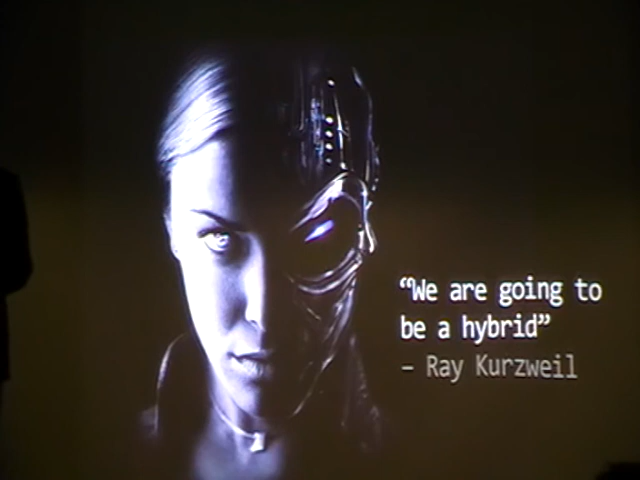 “We are going to
be a hybrid”
– Ray Kurzweil